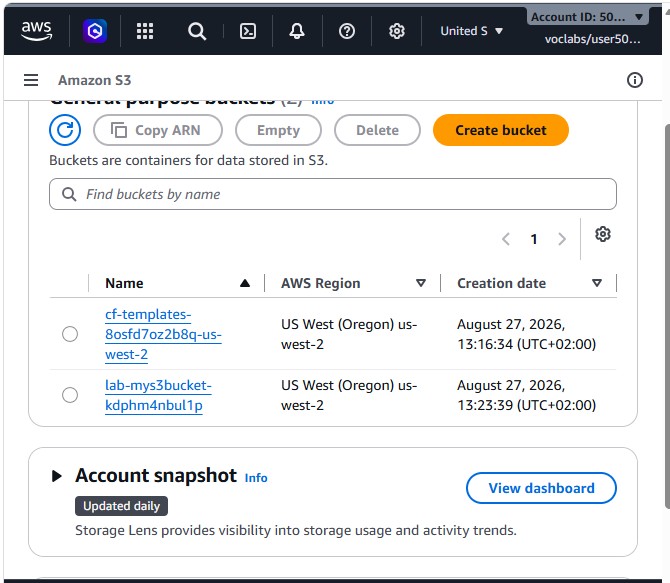 aws
United S
Account ID: 50...
voclabs/user50...
Amazon S3
General purpose buckets (2) Info
Copy ARN
Empty
Delete
Create bucket
Buckets are containers for data stored in S3.
Find buckets by name
1
Name
AWS Region
Creation date
cf-templates-
8osfd7oz2b8q-us-
west-2
US West (Oregon) us-
west-2
August 27, 2026,
13:16:34 (UTC+02:00)
lab-mys3bucket-
kdphm4nbul1p
US West (Oregon) us-
west-2
August 27, 2026,
13:23:39 (UTC+02:00)
Account snapshot Info
View dashboard
Updated daily
Storage Lens provides visibility into storage usage and activity trends.